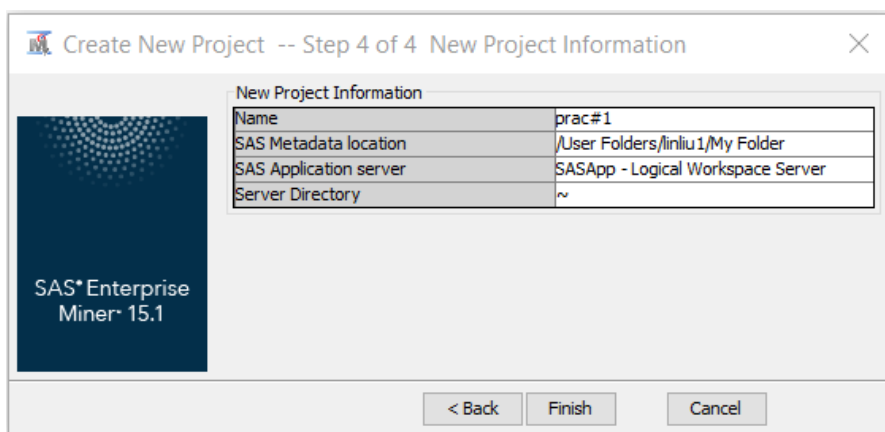 Create New Project -- Step 4 of 4 New Project Information
New Project Information
Name prac#1
SAS Metadata location /User Folders/linliu1/My Folder
SAS Application server SASApp - Logical Workspace Server
Server Directory ~
SAS® Enterprise
Miner™ 15.1
< Back Finish Cancel